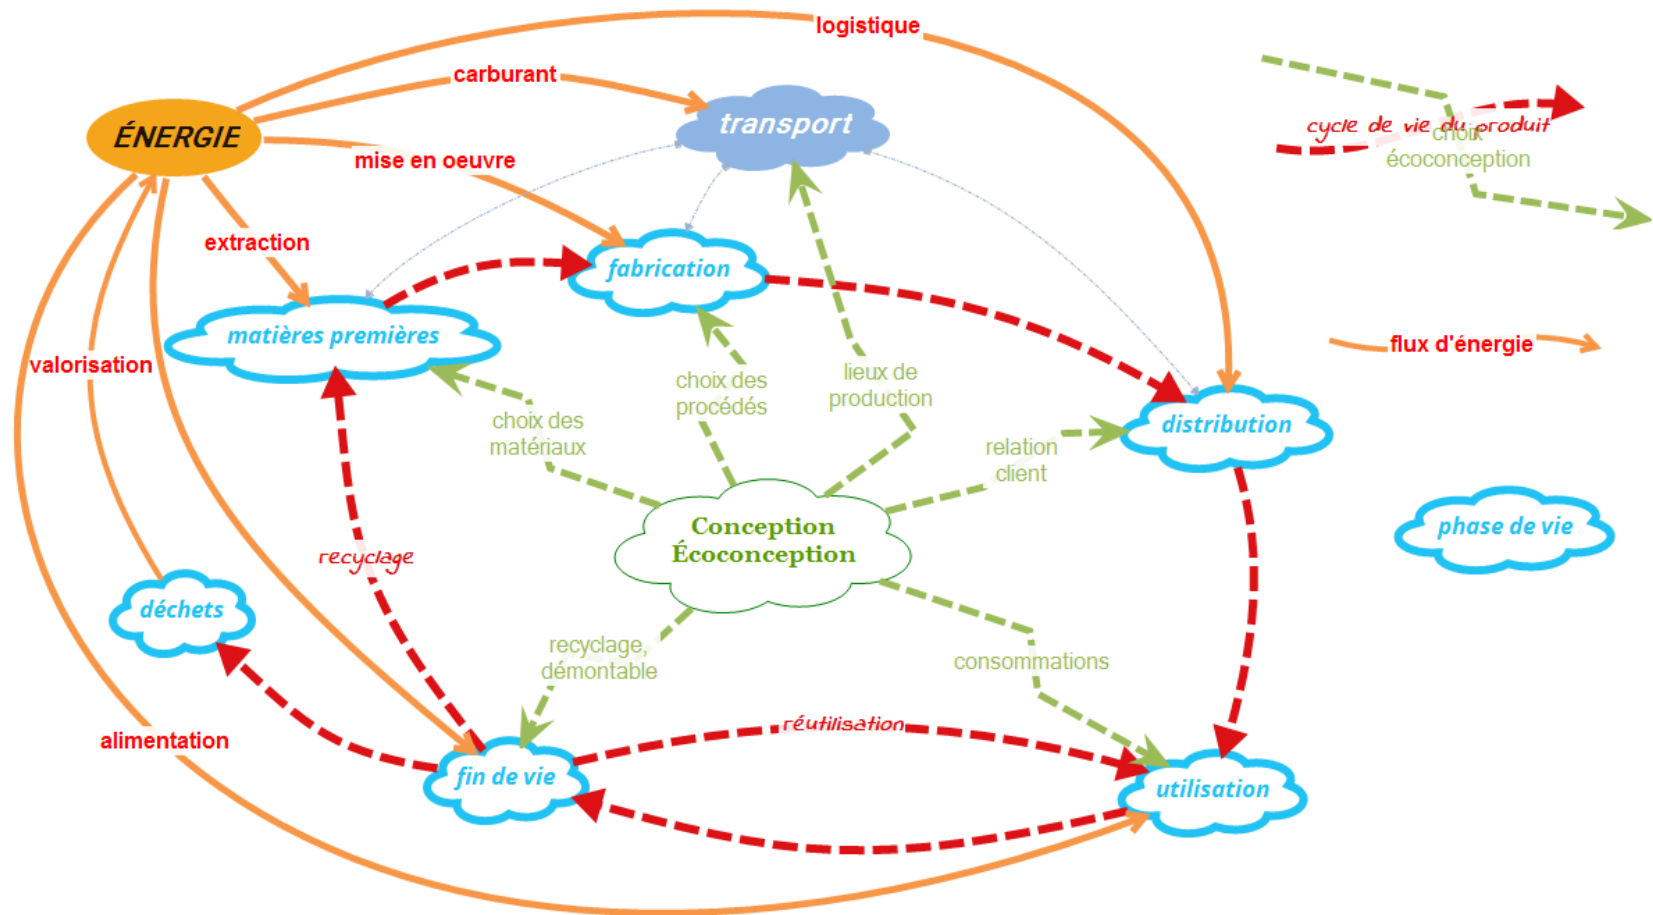 logistique
carburant
transport
ÉNERGIE
mise en oeuvre
cycle de vie du produit
choix
écoconception
extraction
fabrication
matières premières
flux d'énergie
valorisation
choix des
procédés
lieux de
production
choix des
matériaux
distribution
relation
client
Conception
Écoconception
phase de vie
recyclage
déchets
recyclage,
démontable
consommations
réutilisation
alimentation
fin de vie
utilisation